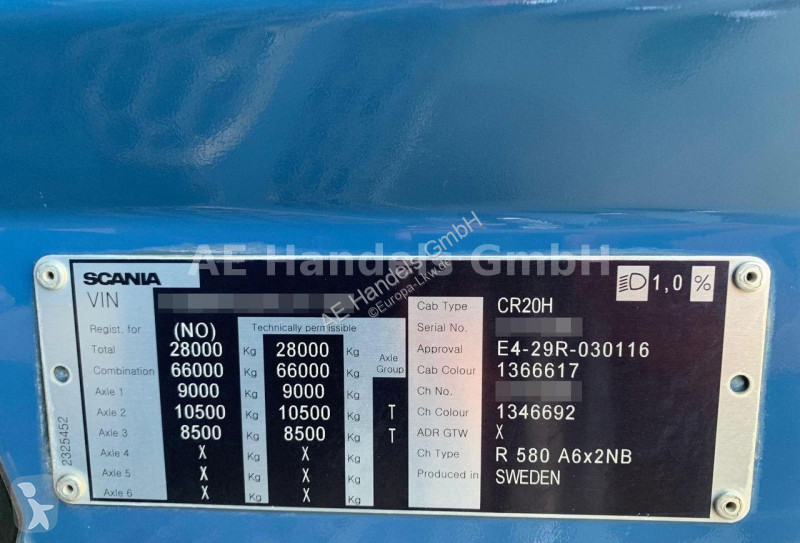 AE Handels GmbH
AE Handels GmbH
©Europa-Lkw.de
SCANIA
VIN
1,0 %
Cab Type CR20H
Regist. for (NO) Technically permissible Serial No.
Total 28000 Kg 28000 Kg Axle Group Approval E4-29R-030116
Combination 66000 Kg 66000 Kg Cab Colour 1366617
Axle 1 9000 Kg 9000 Kg Ch No.
Axle 2 10500 Kg 10500 Kg T Ch Colour 1346692
Axle 3 8500 Kg 8500 Kg T ADR GTW X
Axle 4 X Kg X Kg Ch Type R 580 A6x2NB
Axle 5 X Kg X Kg Produced in SWEDEN
Axle 6 X Kg X Kg
2325452